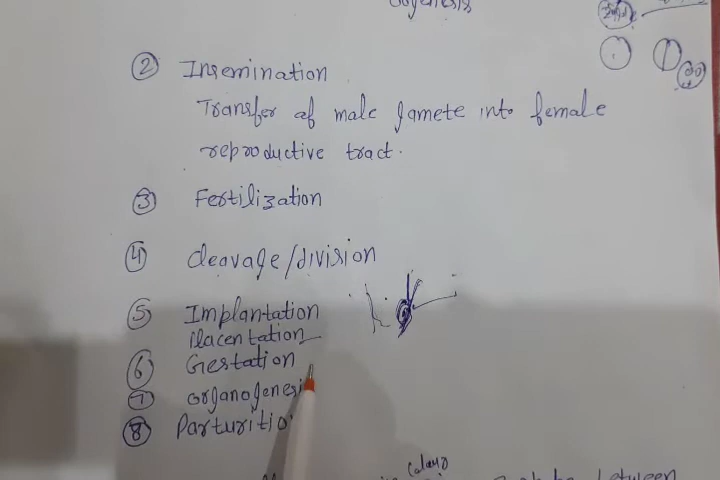 ② Insemination
Transfer of male gamete into female
reproductive tract.
③ Fertilization
④ cleavage/division
⑤ Implantation
Placentation
⑥ Gestation
⑦ organogenesi
⑧ Parturitio
between